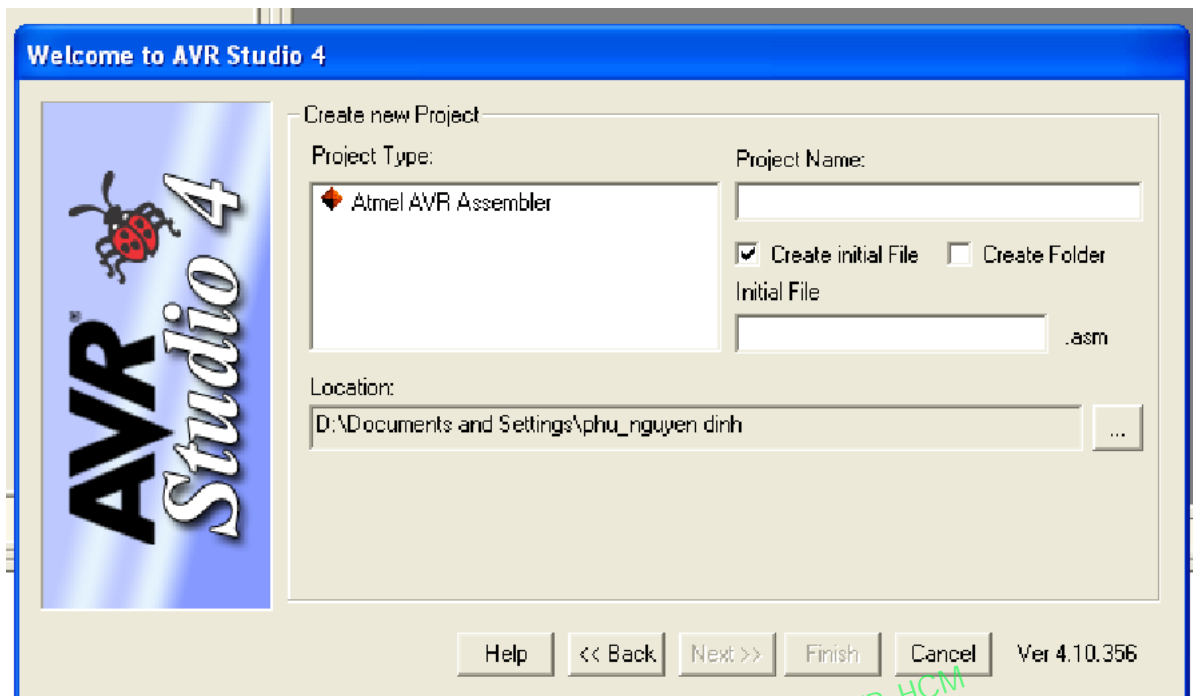 Welcome to AVR Studio 4
AVR® Studio 4
Create new Project
Project Type:
Atmel AVR Assembler
Project Name:
Create initial File
Create Folder
Initial File
.asm
Location:
D:\Documents and Settings\phu_nguyen dinh
...
Help
<< Back
Next >>
Finish
Cancel
Ver 4.10.356
HCM